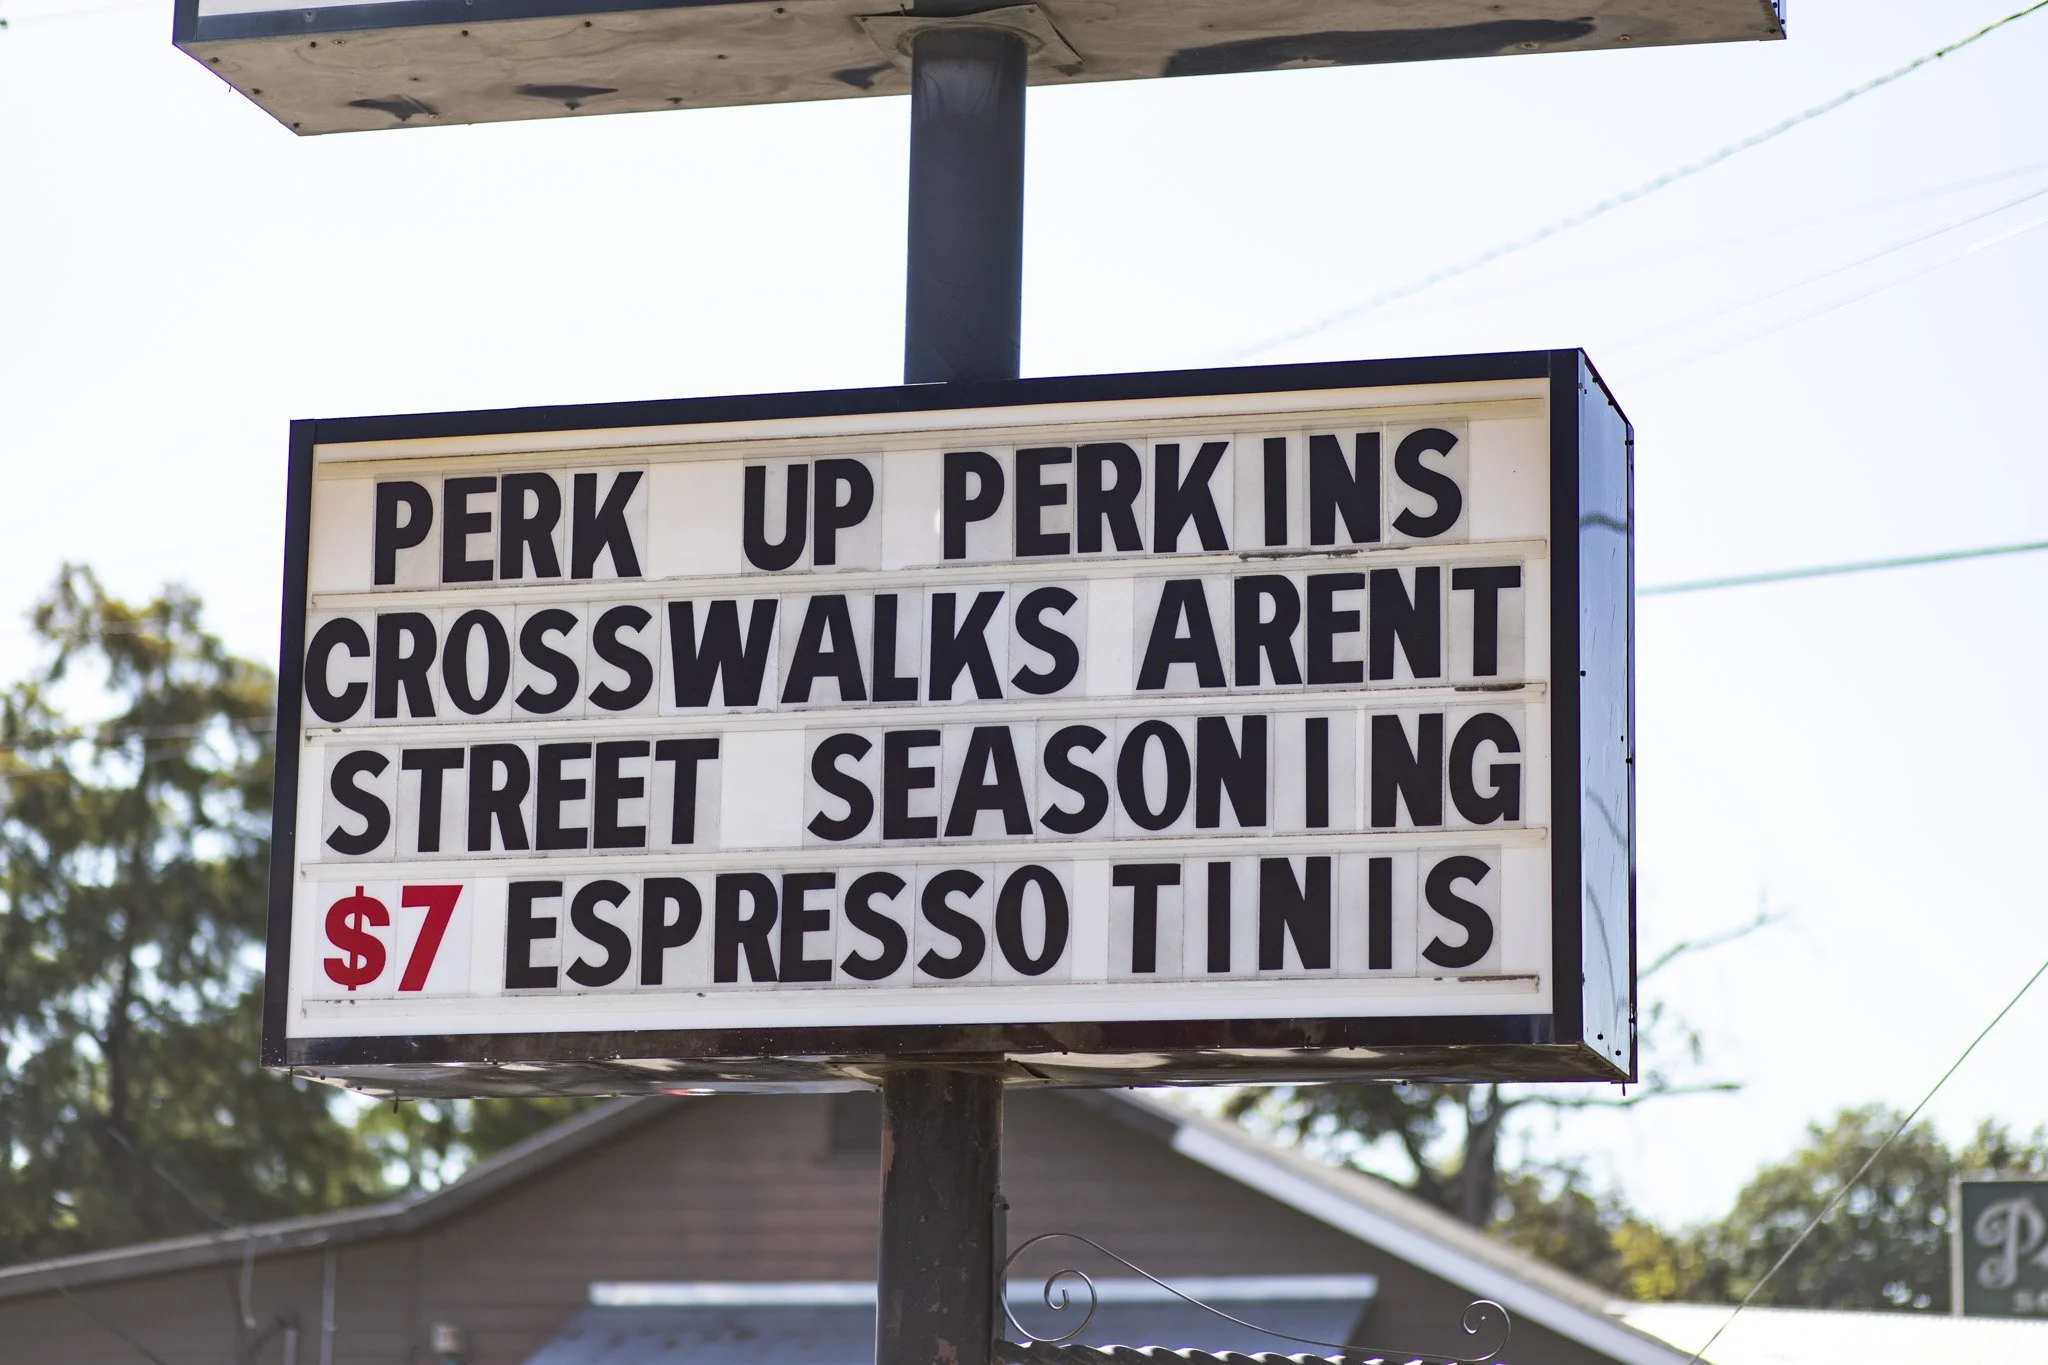 PERK UP PERKINS
CROSSWALKS ARENT
STREET SEASONING
$7 ESPRESSO TINIS